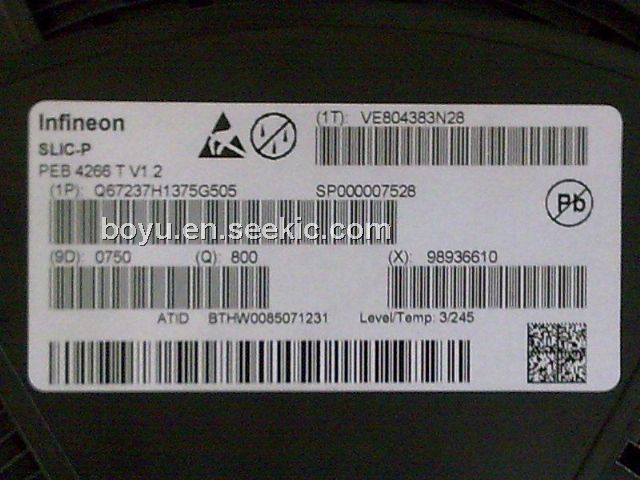 Infineon
SLIC-P
PEB 4266 T V1.2
(1T): VE804383N28
(1P): Q67237H1375G505 SP000007528
Pb
boyu.en.seekic.com
(9D): 0750 (Q): 800 (X): 98936610
ATID BTHW0085071231 Level/Temp: 3/245